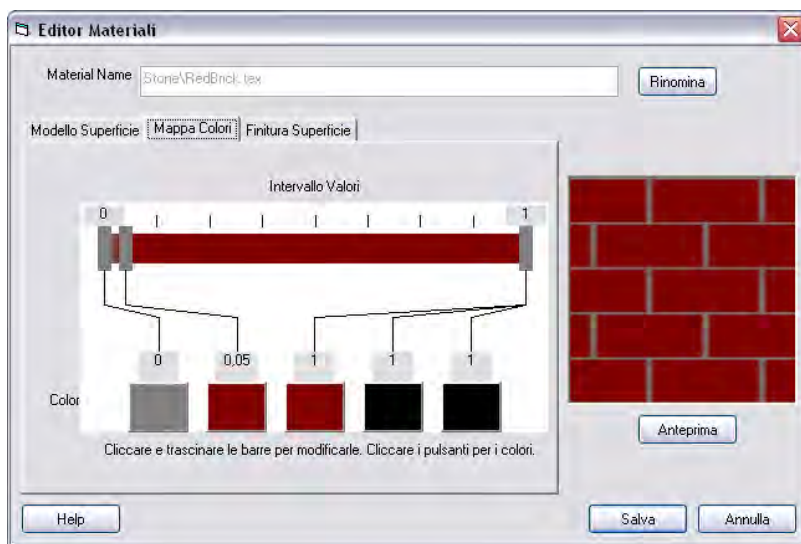 Editor Materiali
Material Name Stone\RedBrick.tex Rinomina
Modello Superficie Mappa Colori Finitura Superficie
Intervallo Valori
0 1
0 0,05 1 1 1
Color
Cliccare e trascinare le barre per modificarle. Cliccare i pulsanti per i colori.
Anteprima
Help Salva Annulla